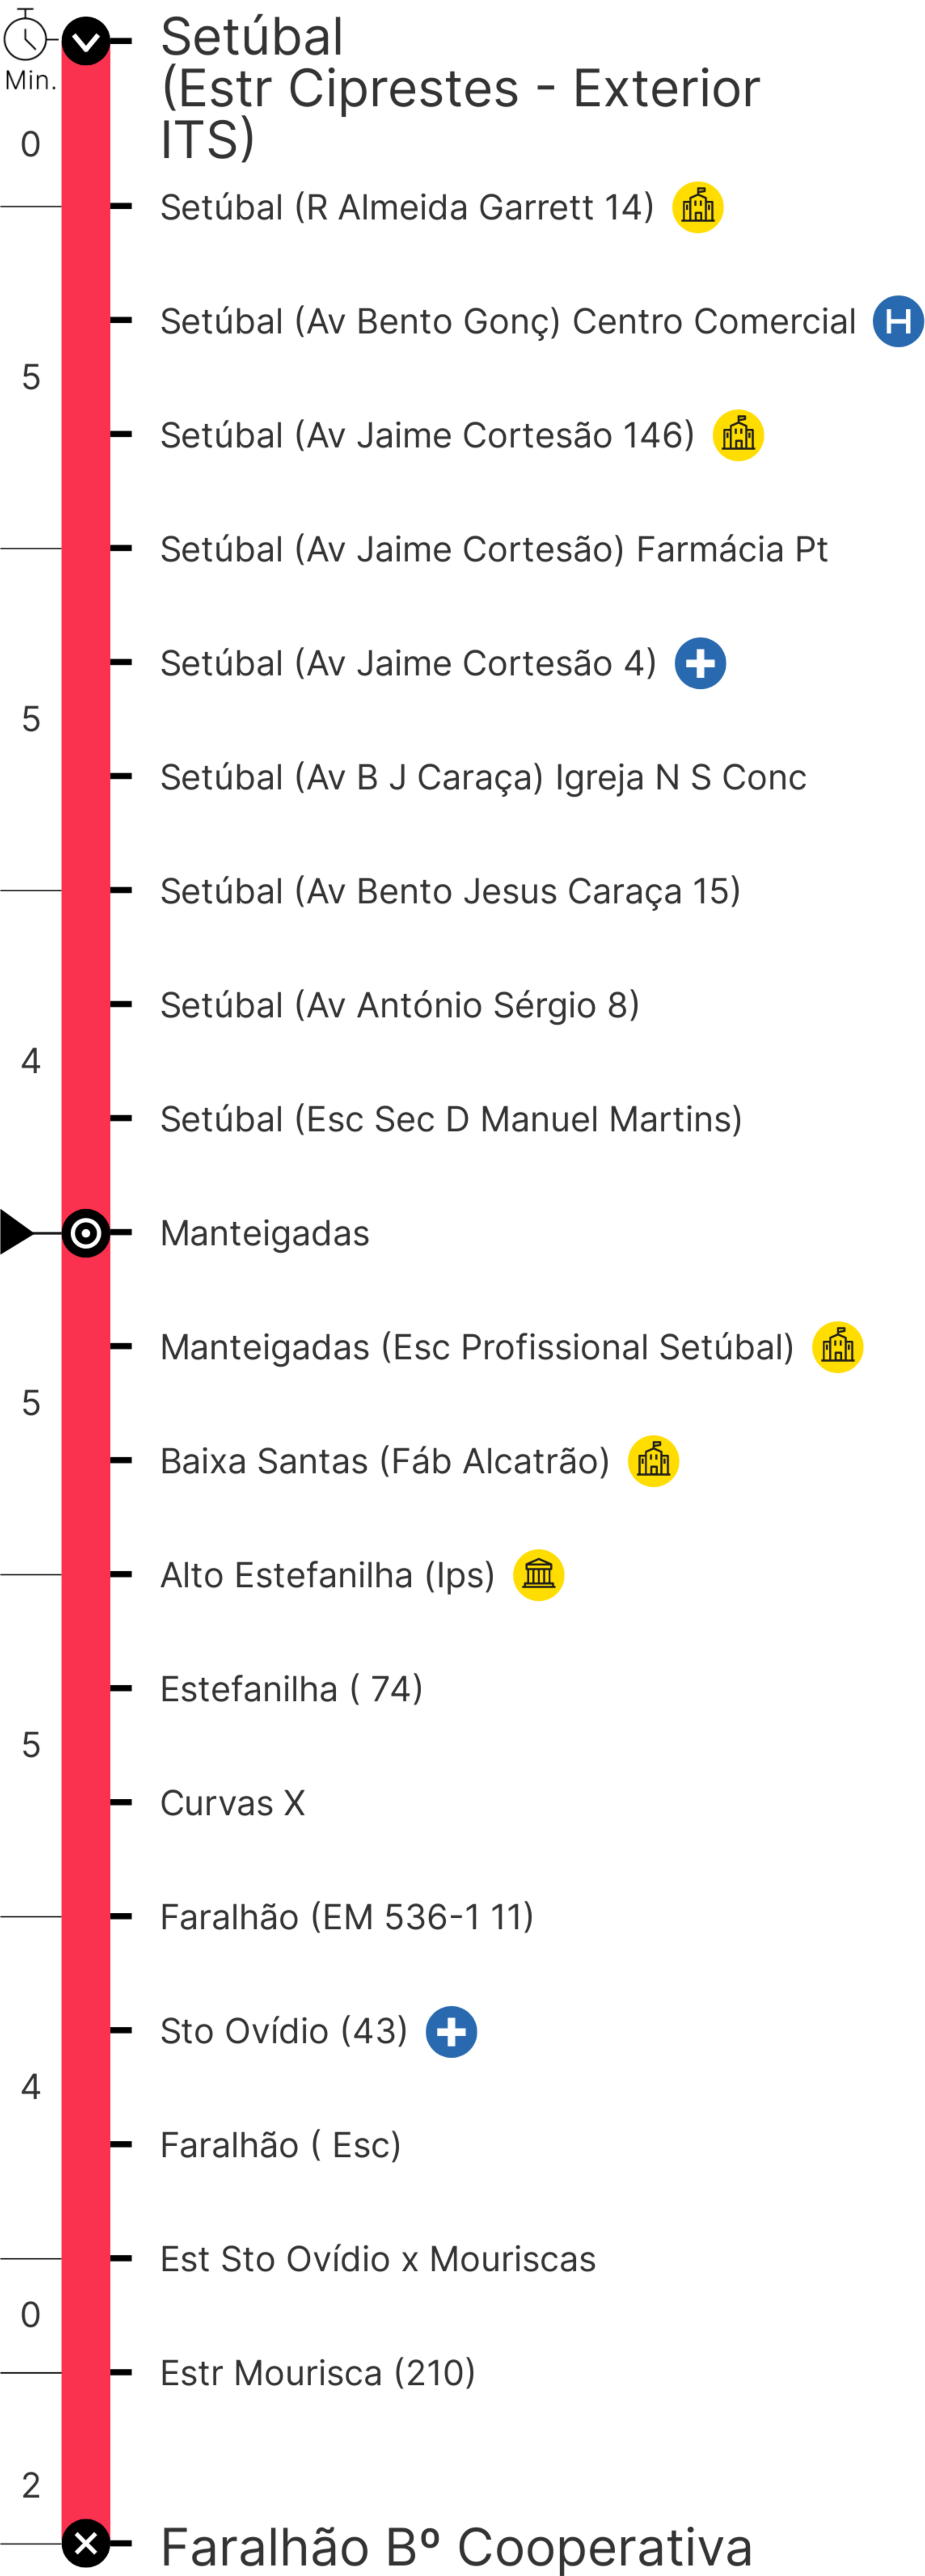 Setúbal
(Estr Ciprestes - Exterior
ITS)
Min.
0
Setúbal (R Almeida Garrett 14)
Setúbal (Av Bento Gonç) Centro Comercial H
5
Setúbal (Av Jaime Cortesão 146)
Setúbal (Av Jaime Cortesão) Farmácia Pt
Setúbal (Av Jaime Cortesão 4)
5
Setúbal (Av B J Caraça) Igreja N S Conc
Setúbal (Av Bento Jesus Caraça 15)
Setúbal (Av António Sérgio 8)
4
Setúbal (Esc Sec D Manuel Martins)
Manteigadas
Manteigadas (Esc Profissional Setúbal)
5
Baixa Santas (Fáb Alcatrão)
Alto Estefanilha (Ips)
Estefanilha ( 74)
5
Curvas X
Faralhão (EM 536-1 11)
Sto Ovídio (43)
4
Faralhão ( Esc)
Est Sto Ovídio x Mouriscas
0
Estr Mourisca (210)
2
Faralhão Bº Cooperativa